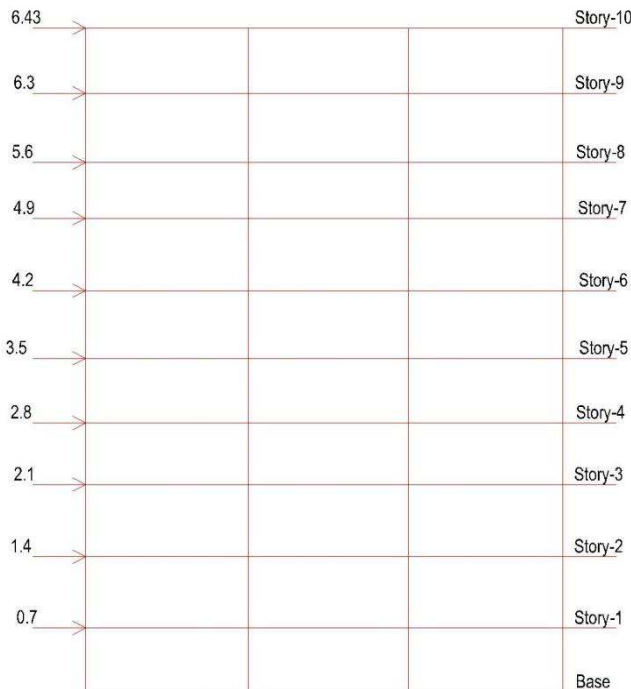 6.43 Story-10
6.3 Story-9
5.6 Story-8
4.9 Story-7
4.2 Story-6
3.5 Story-5
2.8 Story-4
2.1 Story-3
1.4 Story-2
0.7 Story-1
Base